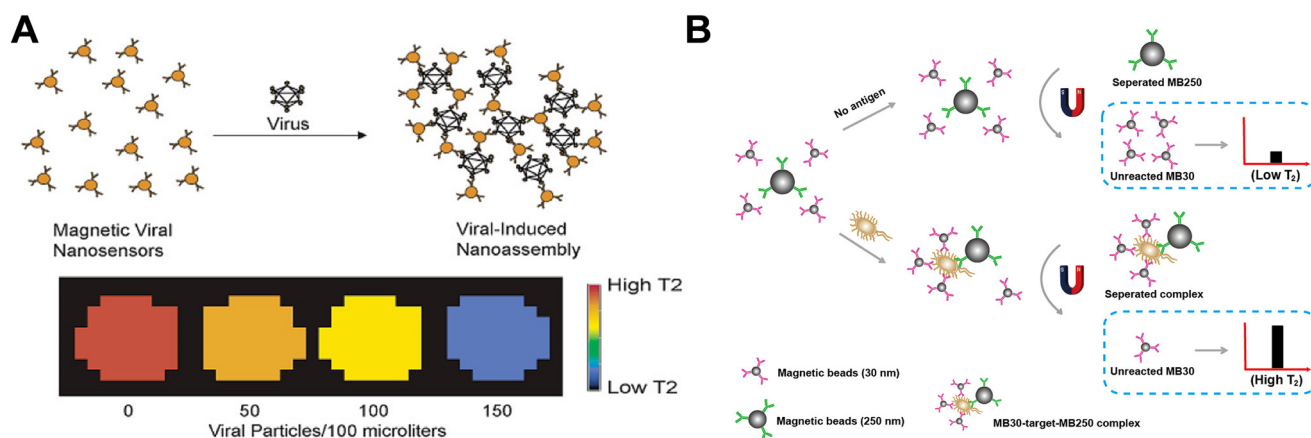 A
Virus
Magnetic Viral
Nanosensors
Viral-Induced
Nanoassembly
High T2
Low T2
0
50
100
150
Viral Particles/100 microliters
B
No antigen
Seperated MB250
S N
Unreacted MB30
(Low T₂)
S N
Seperated complex
Unreacted MB30
(High T₂)
Magnetic beads (30 nm)
Magnetic beads (250 nm)
MB30-target-MB250 complex